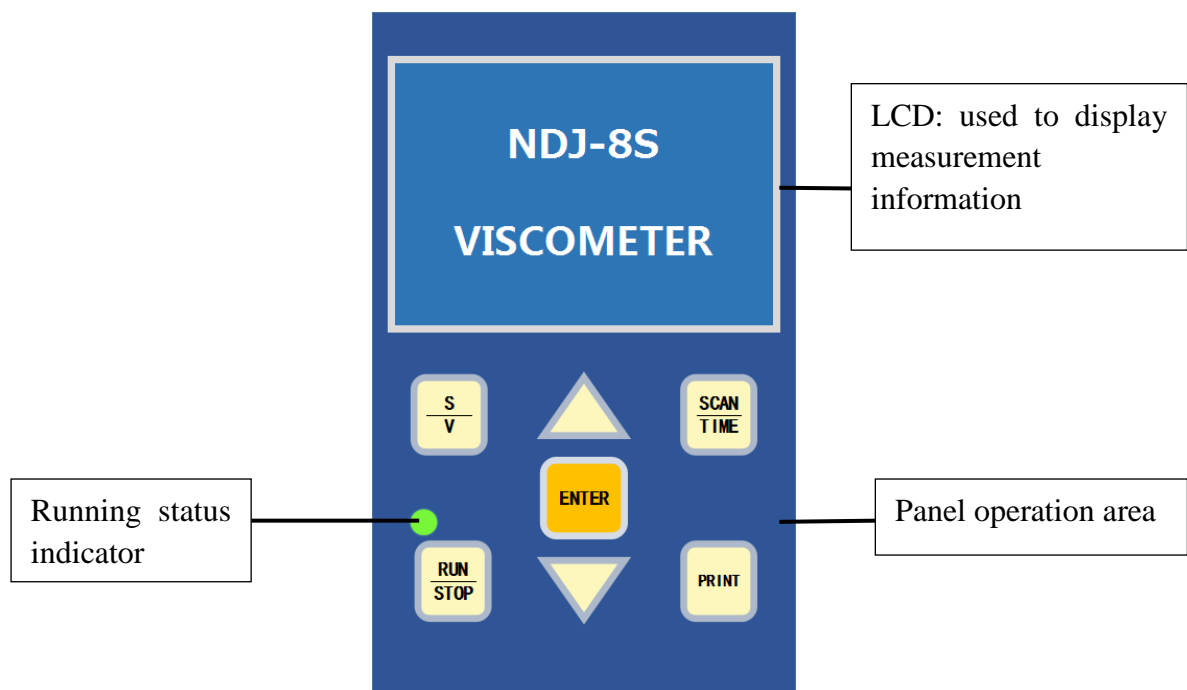 NDJ-8S
VISCOMETER
LCD: used to display
measurement
information
S
V
SCAN
TIME
ENTER
Running status
indicator
Panel operation area
RUN
STOP
PRINT